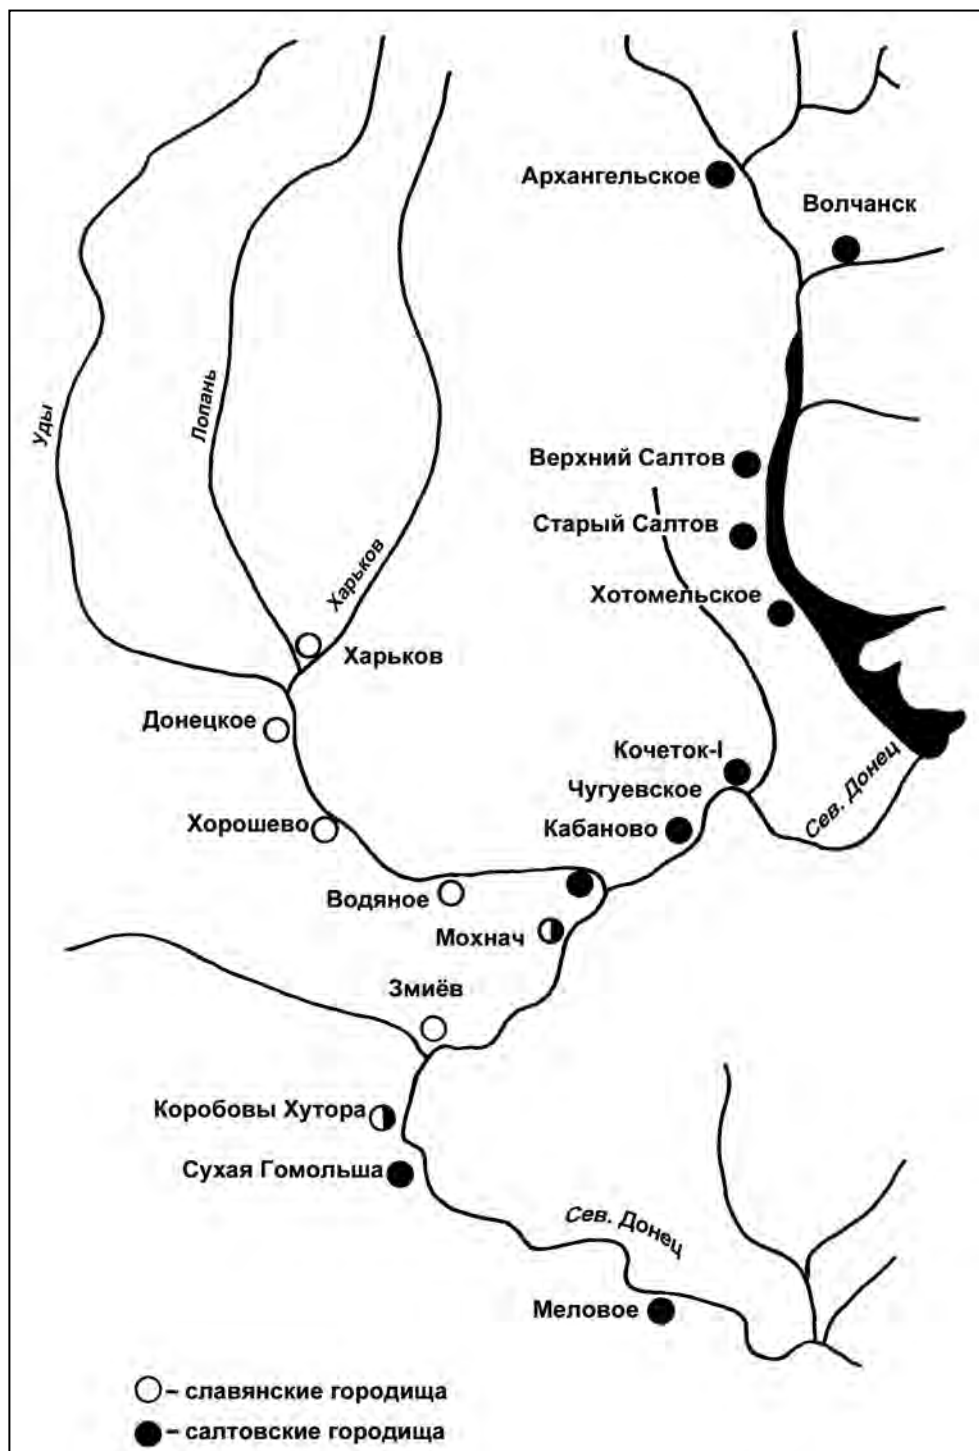 Архангельское
Волчанск
Уды
Лопань
Харьков
Верхний Салтов
Старый Салтов
Хотомельское
Харьков
Донецкое
Кочеток-I
Чугуевское
Сев. Донец
Хорошево
Кабаново
Водяное
Мохнач
Змиёв
Коробовы Хутора
Сухая Гомольша
Сев. Донец
Меловое
– славянские городища
– салтовские городища